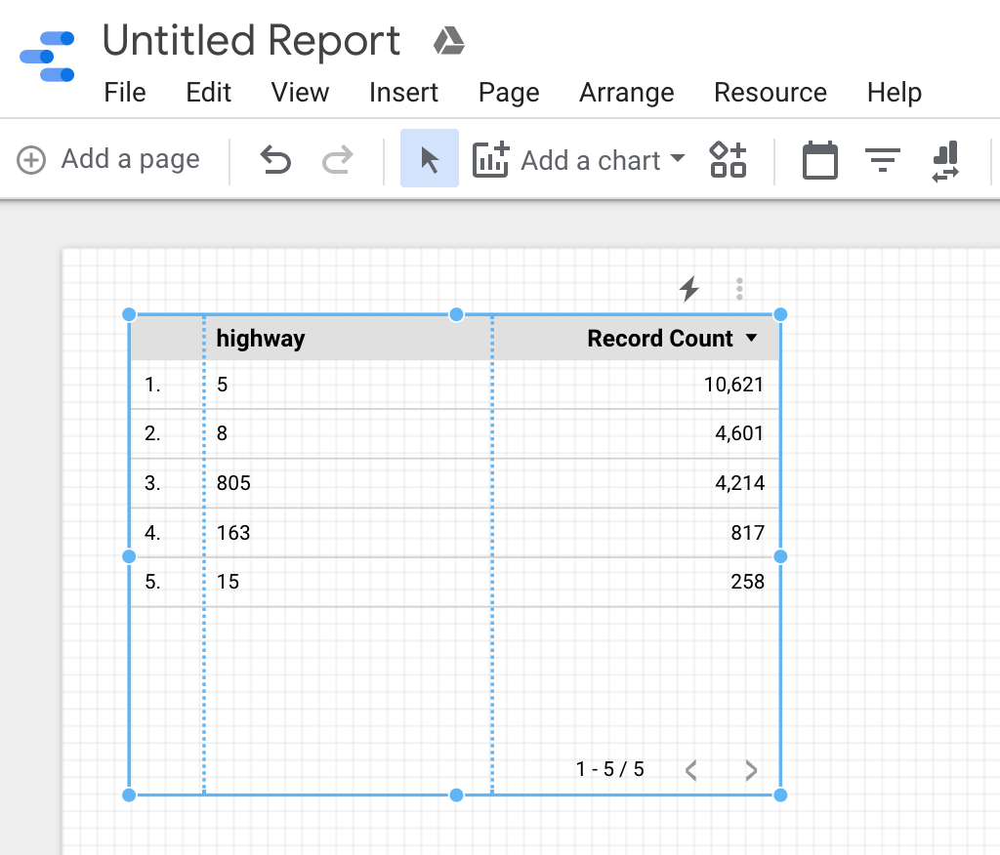 Untitled Report
File Edit View Insert Page Arrange Resource Help
Add a page Add a chart
highway Record Count
1. 5 10,621
2. 8 4,601
3. 805 4,214
4. 163 817
5. 15 258
1 - 5 / 5